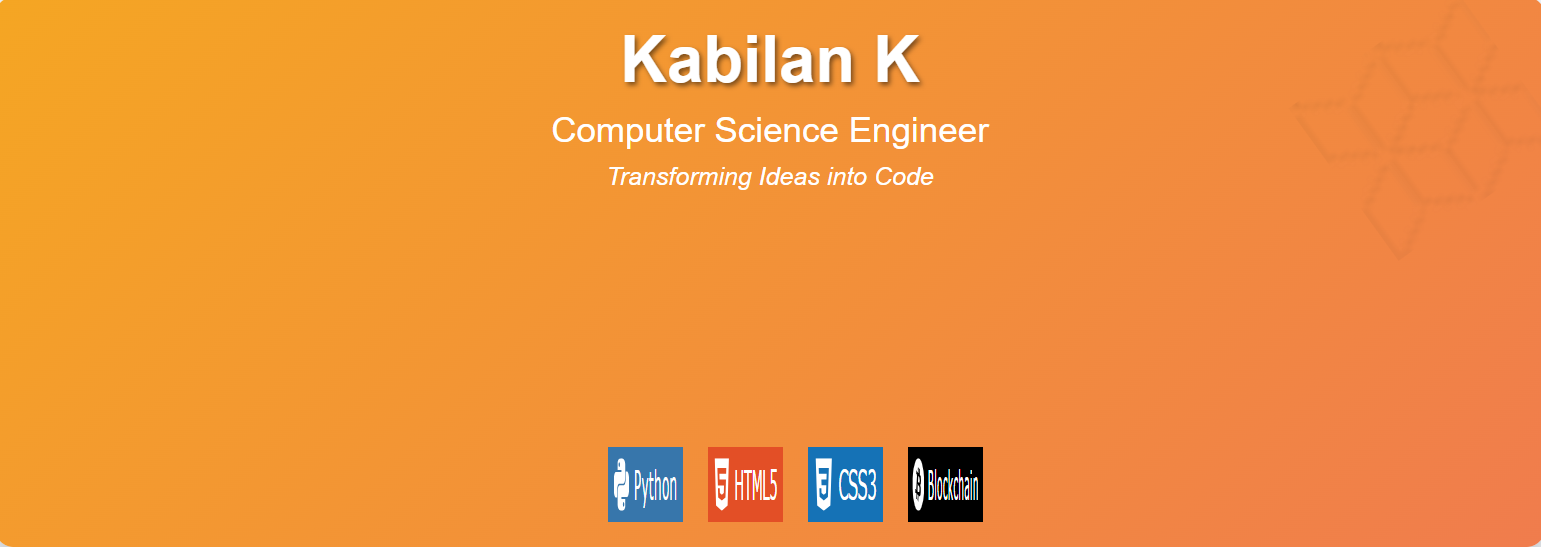 Kabilan K
Computer Science Engineer
Transforming Ideas into Code
Python HTML5 CSS3 Blockchain